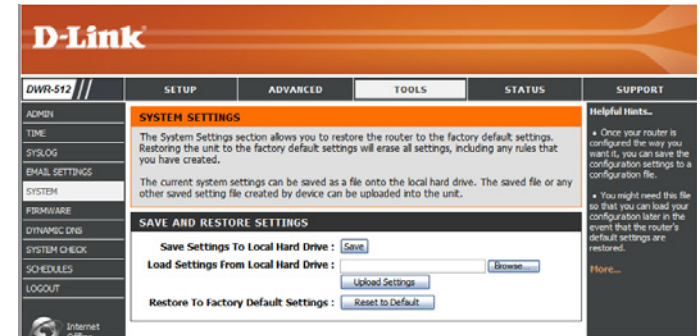 D-Link
DWR-512 // SETUP ADVANCED TOOLS STATUS SUPPORT
ADMIN
TIME
SYSLOG
EMAIL SETTINGS
SYSTEM
FIRMWARE
DYNAMIC DNS
SYSTEM CHECK
SCHEDULES
LOGOUT
Internet
SYSTEM SETTINGS
The System Settings section allows you to restore the router to the factory default settings.
Restoring the unit to the factory default settings will erase all settings, including any rules that
you have created.
The current system settings can be saved as a file onto the local hard drive. The saved file or any
other saved setting file created by device can be uploaded into the unit.
SAVE AND RESTORE SETTINGS
Save Settings To Local Hard Drive : Save
Load Settings From Local Hard Drive : Browse...
Upload Settings
Restore To Factory Default Settings : Reset to Default
Helpful Hints..
• Once your router is
configured the way you
want it, you can save the
configuration settings to a
configuration file.
• You might need this file
so that you can load your
configuration later in the
event that the router's
default settings are
restored.
More...